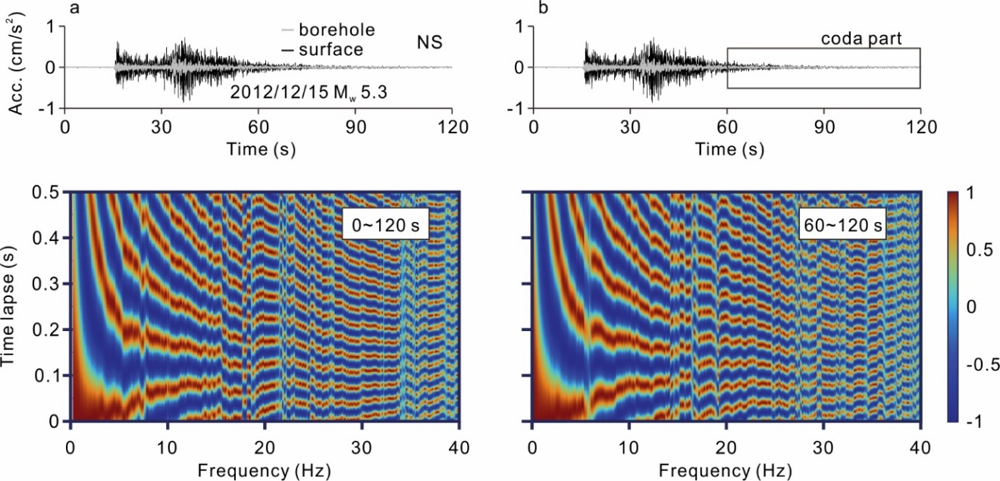 a
b
Acc. (cm/s²)
1
0
-1
borehole
surface
NS
2012/12/15 Mw 5.3
0 30 60 90 120
Time (s)
1
0
-1
coda part
0 30 60 90 120
Time (s)
Time lapse (s)
0.5
0.4
0.3
0.2
0.1
0
0~120 s
0 10 20 30 40
Frequency (Hz)
60~120 s
0 10 20 30 40
Frequency (Hz)
1
0.5
0
-0.5
-1